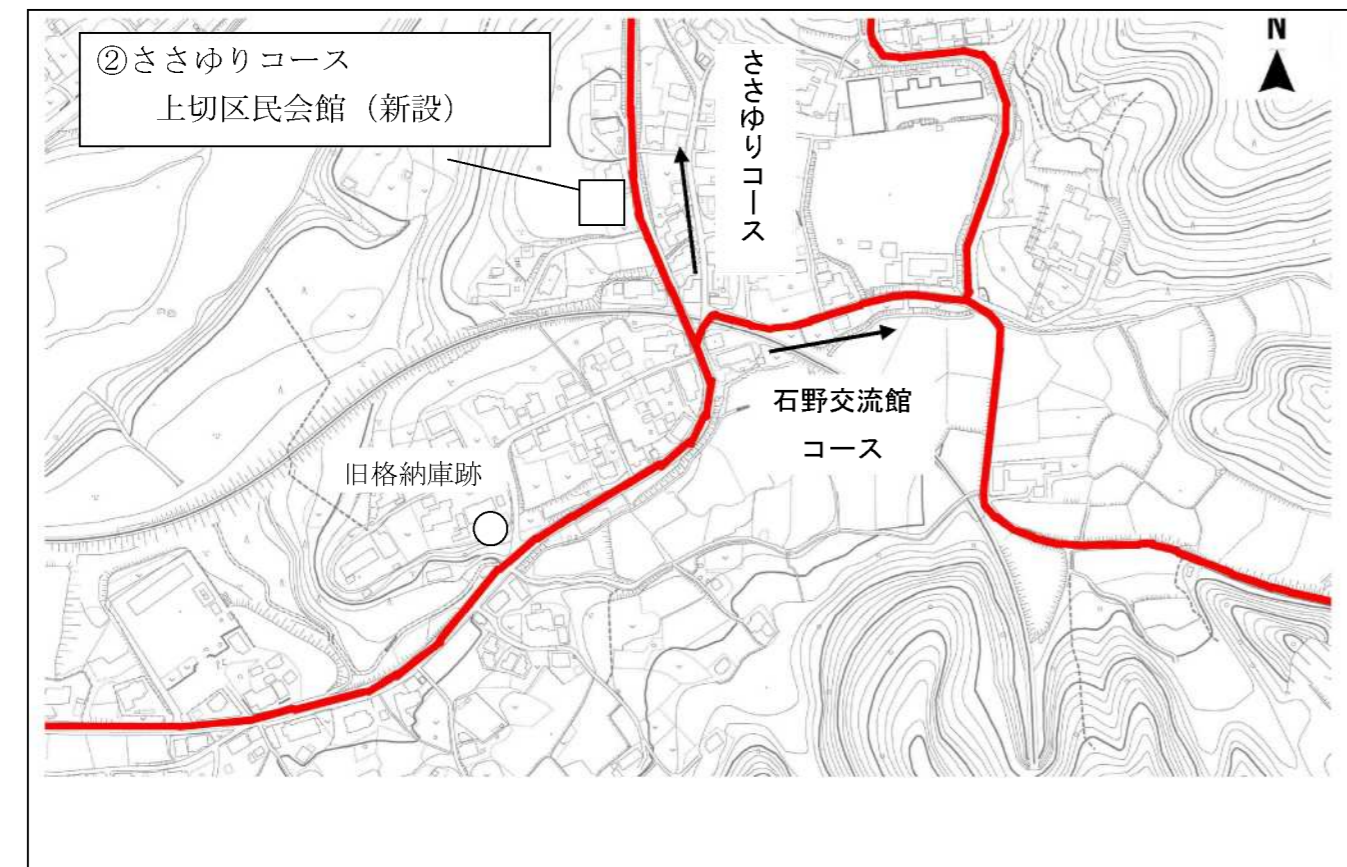 ②ささゆりコース
上切区民会館（新設）
ささゆりコース
N
石野交流館
コース
旧格納庫跡